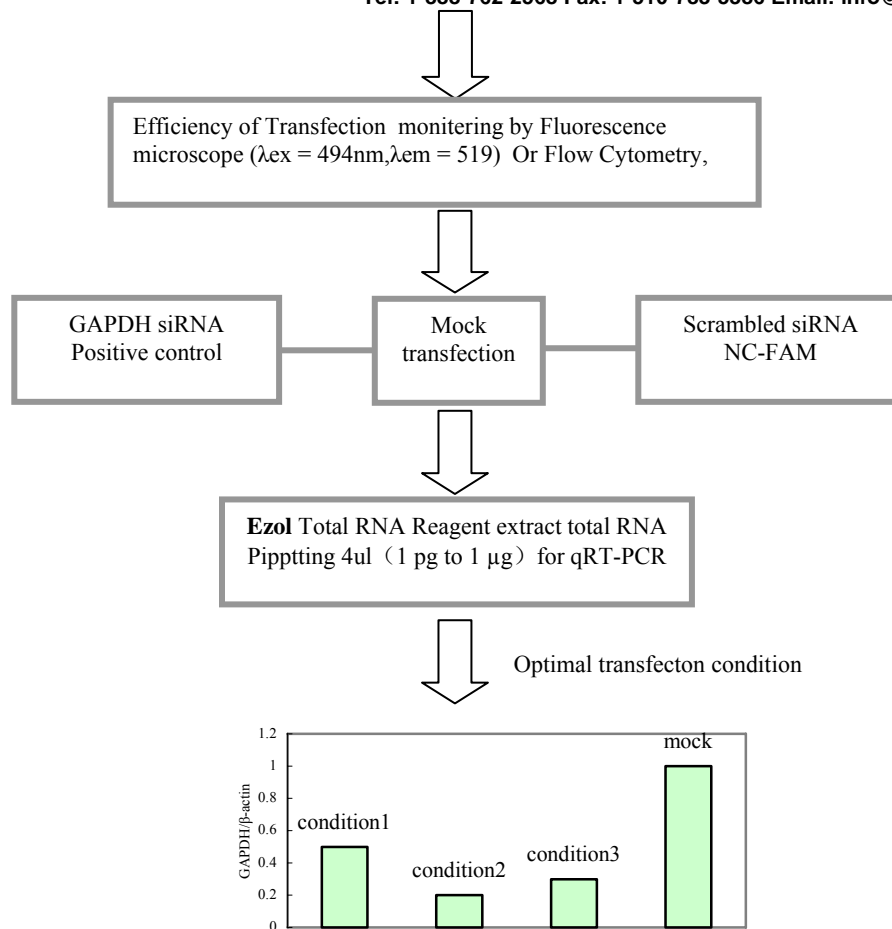 Fax: Email: info@
Efficiency of Transfection monitering by Fluorescence
microscope (λex = 494nm,λem = 519) Or Flow Cytometry,
GAPDH siRNA
Positive control
Mock
transfection
Scrambled siRNA
NC-FAM
Ezol Total RNA Reagent extract total RNA
Pipptting 4ul（1 pg to 1 µg）for qRT-PCR
Optimal transfecton condition
GAPDH/β-actin
1.2
1
0.8
0.6
0.4
0.2
0
condition1
condition2
condition3
mock